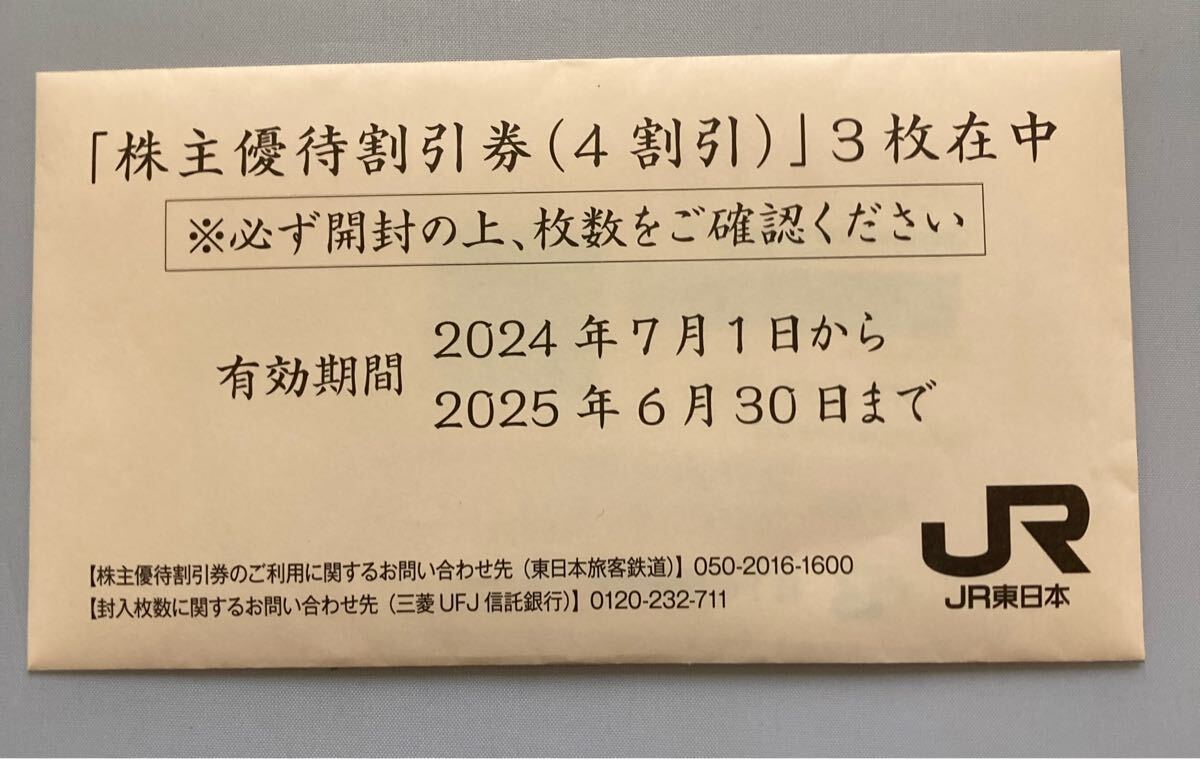 「株主優待割引券(4割引)」3枚在中
※必ず開封の上、枚数をご確認ください
有効期間
2024年7月1日から
2025年6月30日まで
【株主優待割引券のご利用に関するお問い合わせ先（東日本旅客鉄道）】050-2016-1600
【封入枚数に関するお問い合わせ先（三菱UFJ信託銀行）】0120-232-711
JR
JR東日本